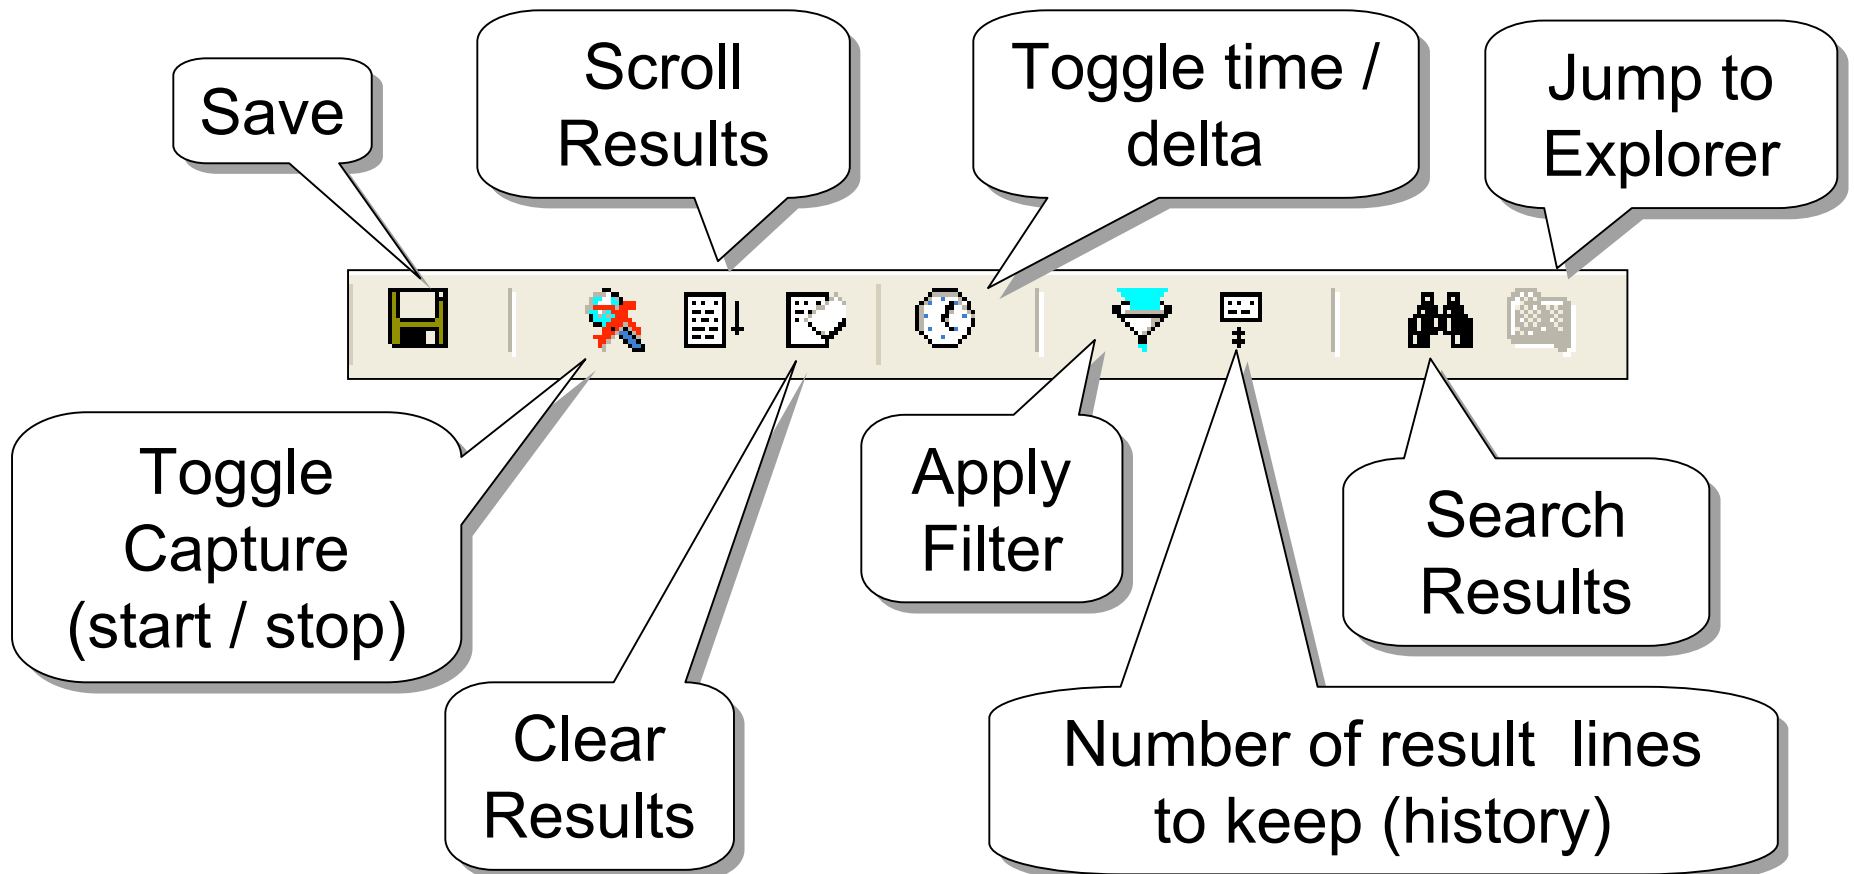 Save
Scroll
Results
Toggle time /
delta
Jump to
Explorer
Toggle
Capture
(start / stop)
Clear
Results
Apply
Filter
Number of result  lines
to keep (history)
Search
Results